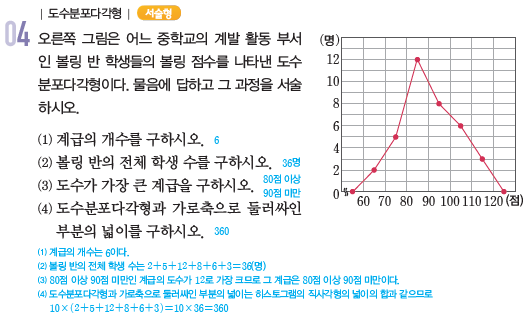 | 도수분포다각형 | 서술형
04 오른쪽 그림은 어느 중학교의 계발 활동 부서
인 볼링 반 학생들의 볼링 점수를 나타낸 도수
분포다각형이다. 물음에 답하고 그 과정을 서술
하시오.
(1) 계급의 개수를 구하시오. 6
(2) 볼링 반의 전체 학생 수를 구하시오. 36명
(3) 도수가 가장 큰 계급을 구하시오. 80점 이상
90점 미만
(4) 도수분포다각형과 가로축으로 둘러싸인
부분의 넓이를 구하시오. 360
(명)
12
10
8
6
4
2
0
60 70 80 90 100 110 120 (점)
(1) 계급의 개수는 6이다.
(2) 볼링 반의 전체 학생 수는 2+5+12+8+6+3=36(명)
(3) 80점 이상 90점 미만인 계급의 도수가 12로 가장 크므로 그 계급은 80점 이상 90점 미만이다.
(4) 도수분포다각형과 가로축으로 둘러싸인 부분의 넓이는 히스토그램의 직사각형의 넓이의 합과 같으므로
10×(2+5+12+8+6+3)=10×36=360